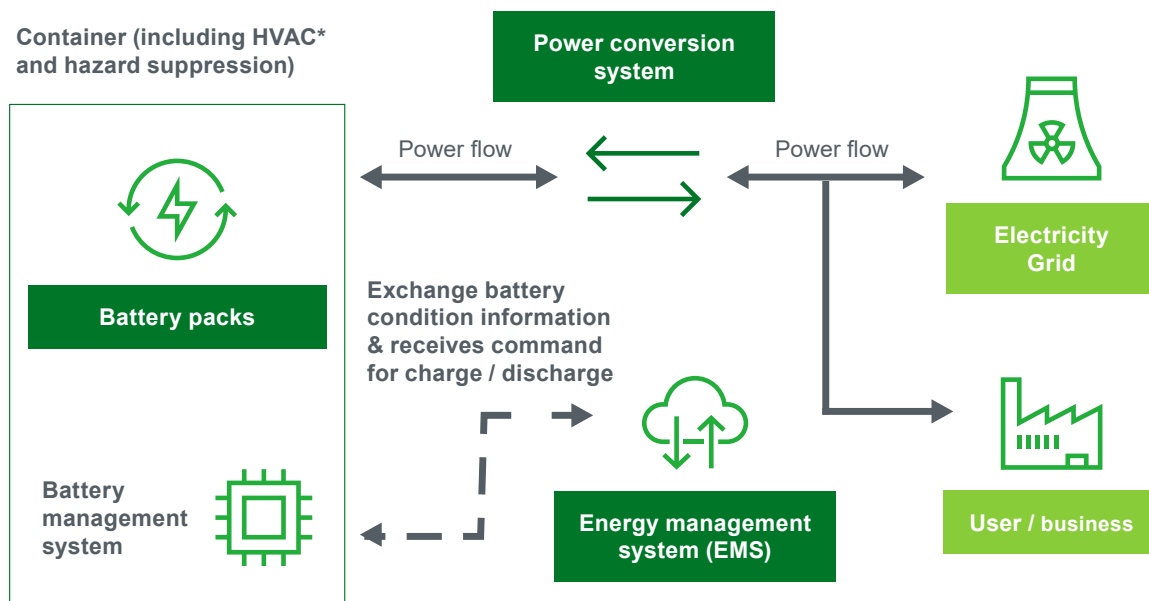 Container (including HVAC*
and hazard suppression)
Power conversion
system
Power flow
Power flow
Battery packs
Electricity
Grid
Exchange battery
condition information
& receives command
for charge / discharge
Battery
management
system
Energy management
system (EMS)
User / business